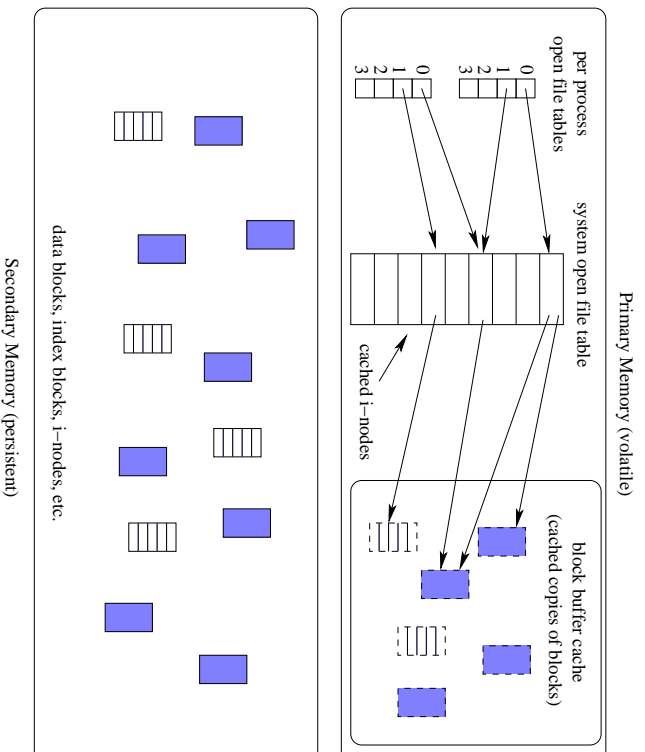 Primary Memory (volatile)
per process
open file tables
0
1
2
3
0
1
2
3
system open file table
cached i−nodes
block buffer cache
(cached copies of blocks)
data blocks, index blocks, i−nodes, etc.
Secondary Memory (persistent)